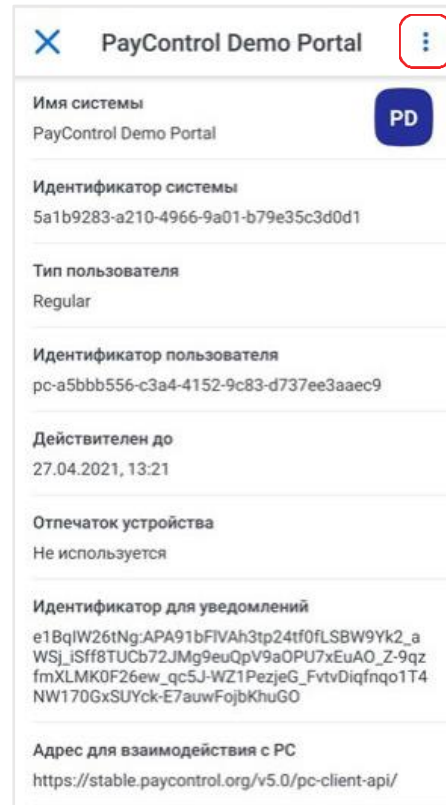 PayControl Demo Portal
Имя системы
PayControl Demo Portal
PD
Идентификатор системы
5a1b9283-a210-4966-9a01-b79e35c3d0d1
Тип пользователя
Regular
Идентификатор пользователя
pc-a5bbb556-c3a4-4152-9c83-d737ee3aaec9
Действителен до
27.04.2021, 13:21
Отпечаток устройства
Не используется
Идентификатор для уведомлений
e1BqIW26tNg:APA91bFlVAh3tp24tf0fLSBW9Yk2_a
WSj_iSff8TUCb72JMg9euQpV9aOPU7xEuAO_Z-9qz
fmXLMK0F26ew_qc5J-WZ1PezjeG_FvtvDiqfnqo1T4
NW170GxSUYck-E7auwFojbKhuGO
Адрес для взаимодействия с PC
https://stable.paycontrol.org/v5.0/pc-client-api/